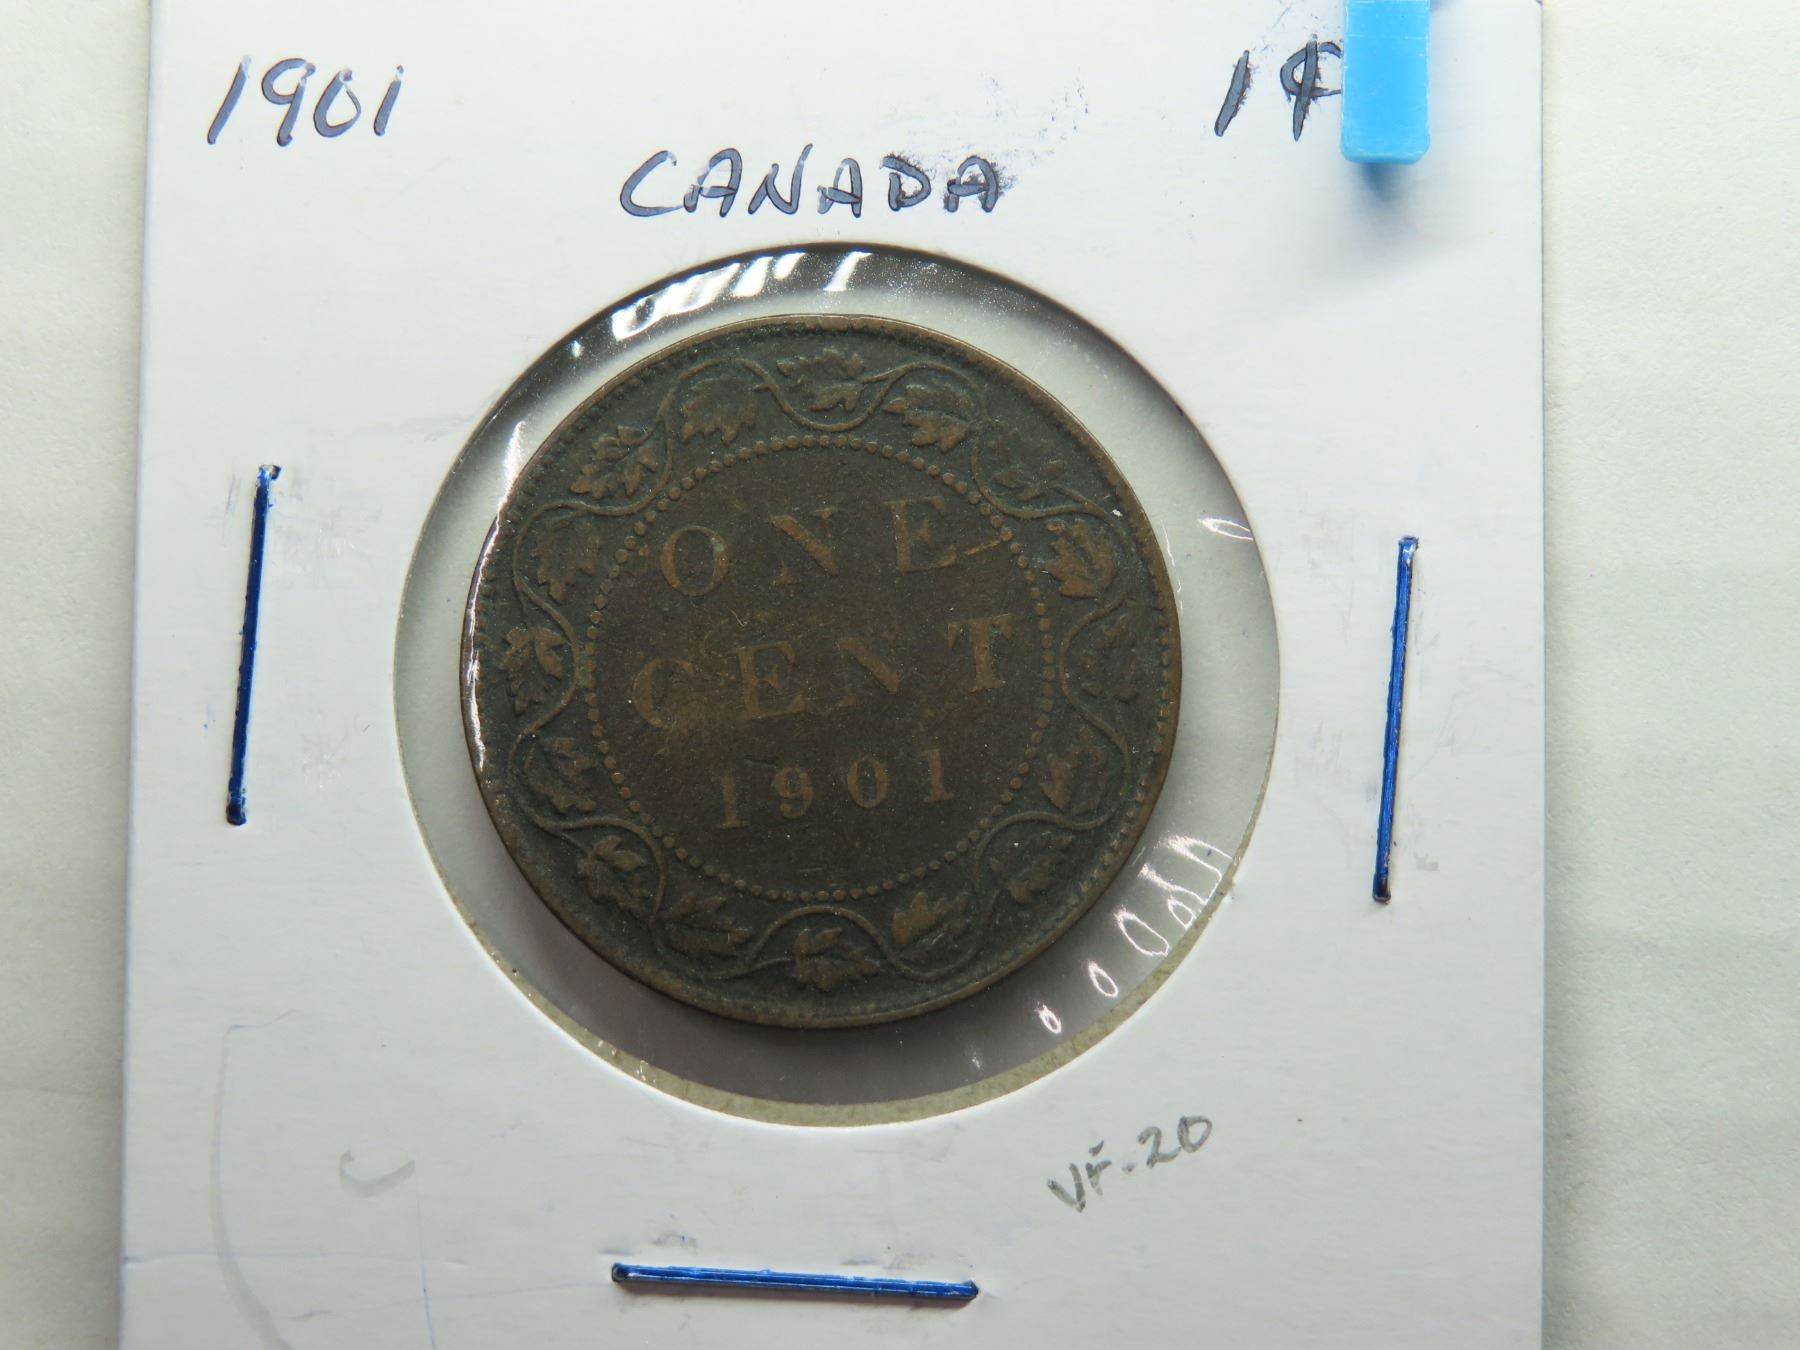 1901 1¢
CANADA
ONE
CENT
1901
VF-20